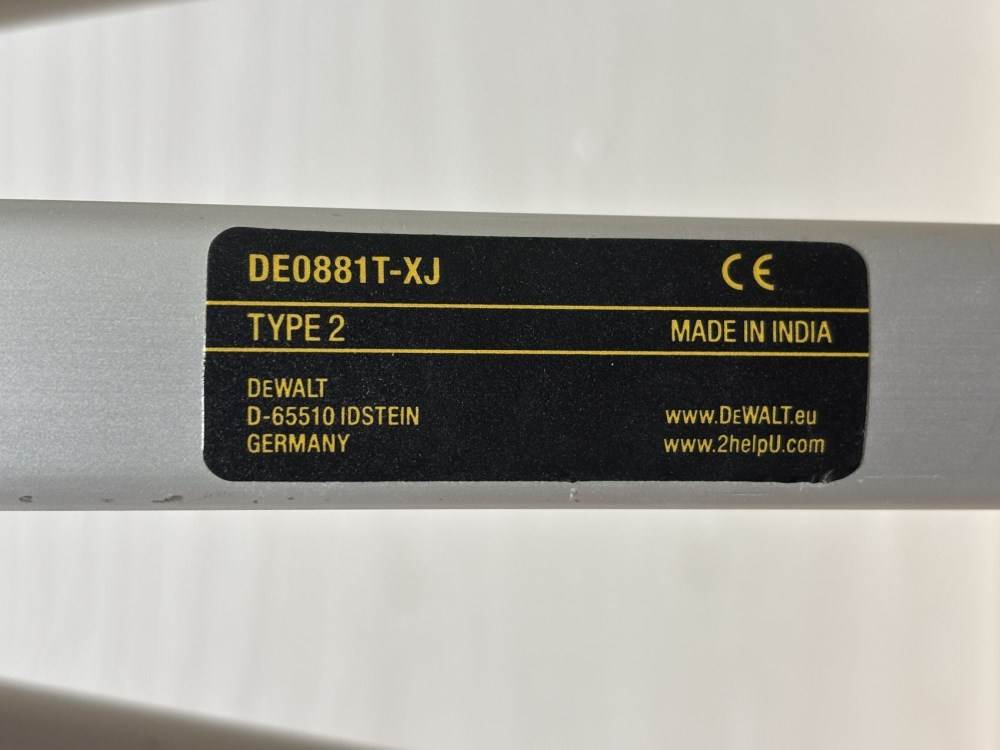 DE0881T-XJ CE
TYPE 2 MADE IN INDIA
DEWALT
D-65510 IDSTEIN www.DEWALT.eu
GERMANY www.2helpU.com